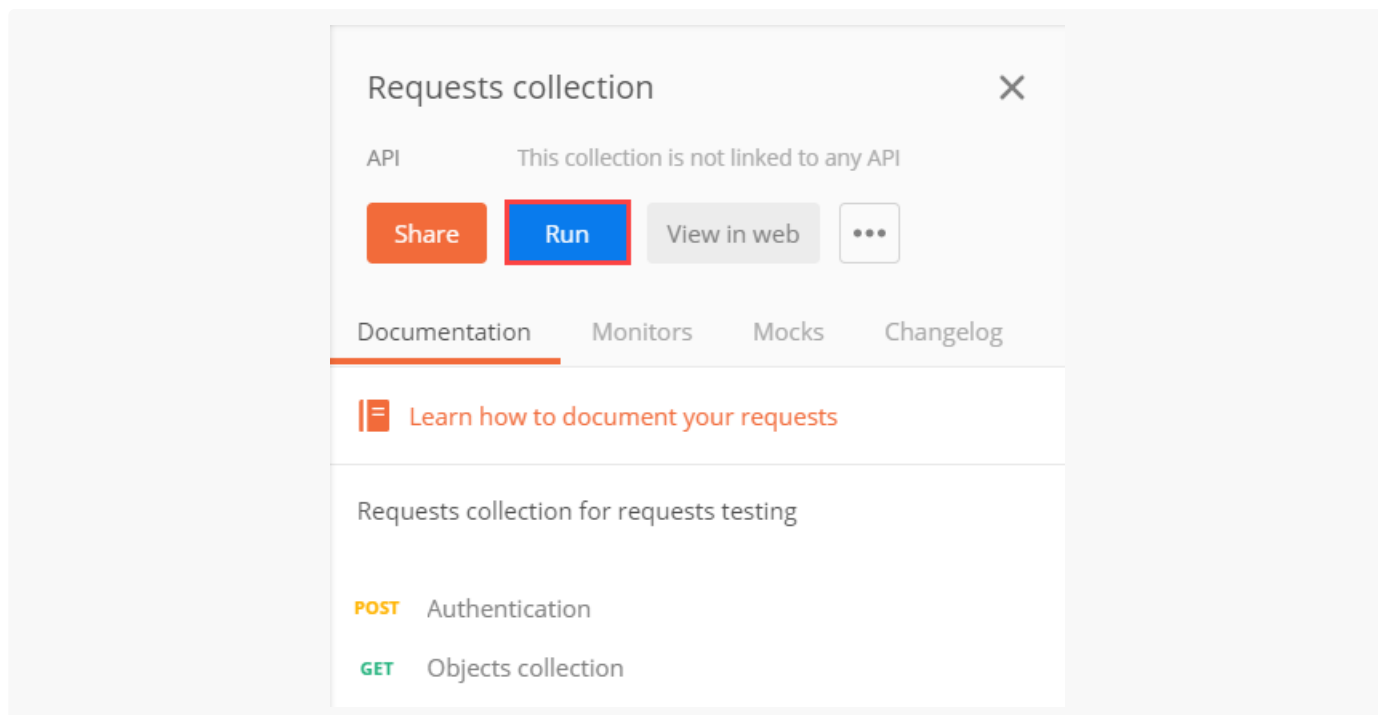 Requests collection
API This collection is not linked to any API
Share Run View in web
Documentation Monitors Mocks Changelog
Learn how to document your requests
Requests collection for requests testing
POST Authentication
GET Objects collection